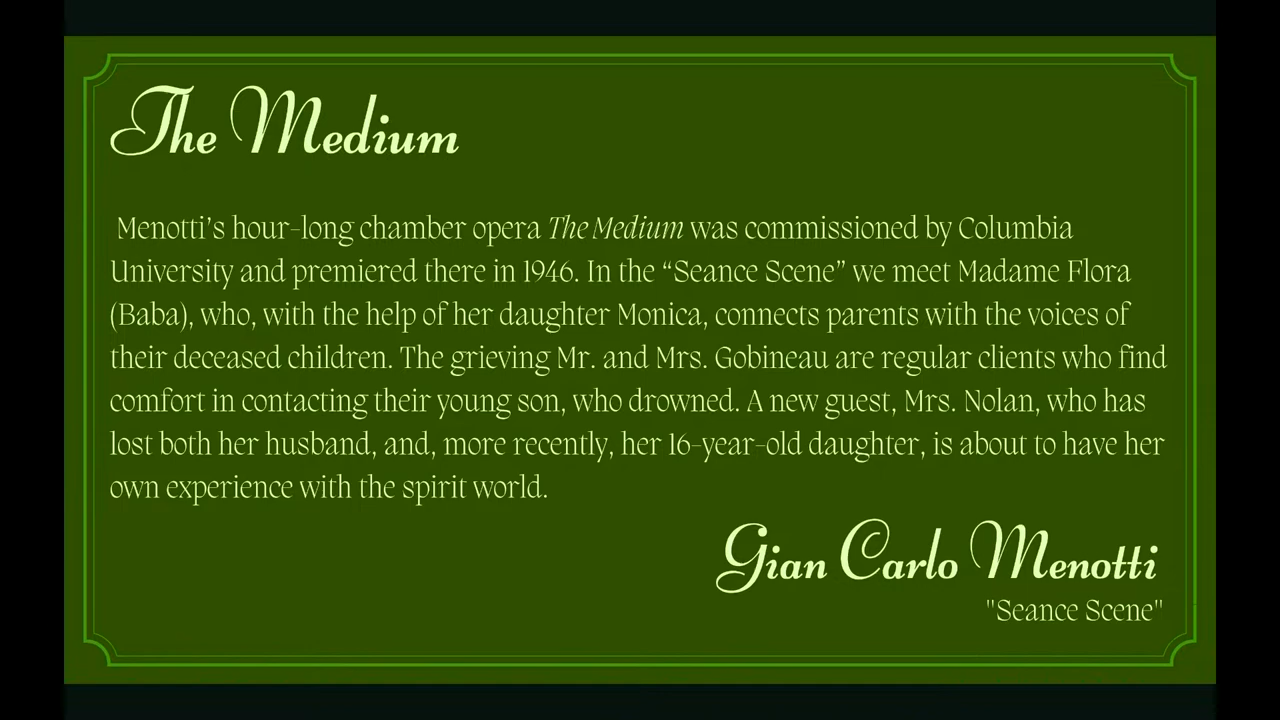 The Medium
Menotti’s hour-long chamber opera The Medium was commissioned by Columbia
University and premiered there in 1946. In the “Seance Scene” we meet Madame Flora
(Baba), who, with the help of her daughter Monica, connects parents with the voices of
their deceased children. The grieving Mr. and Mrs. Gobineau are regular clients who find
comfort in contacting their young son, who drowned. A new guest, Mrs. Nolan, who has
lost both her husband, and, more recently, her 16-year-old daughter, is about to have her
own experience with the spirit world.
Gian Carlo Menotti
"Seance Scene"